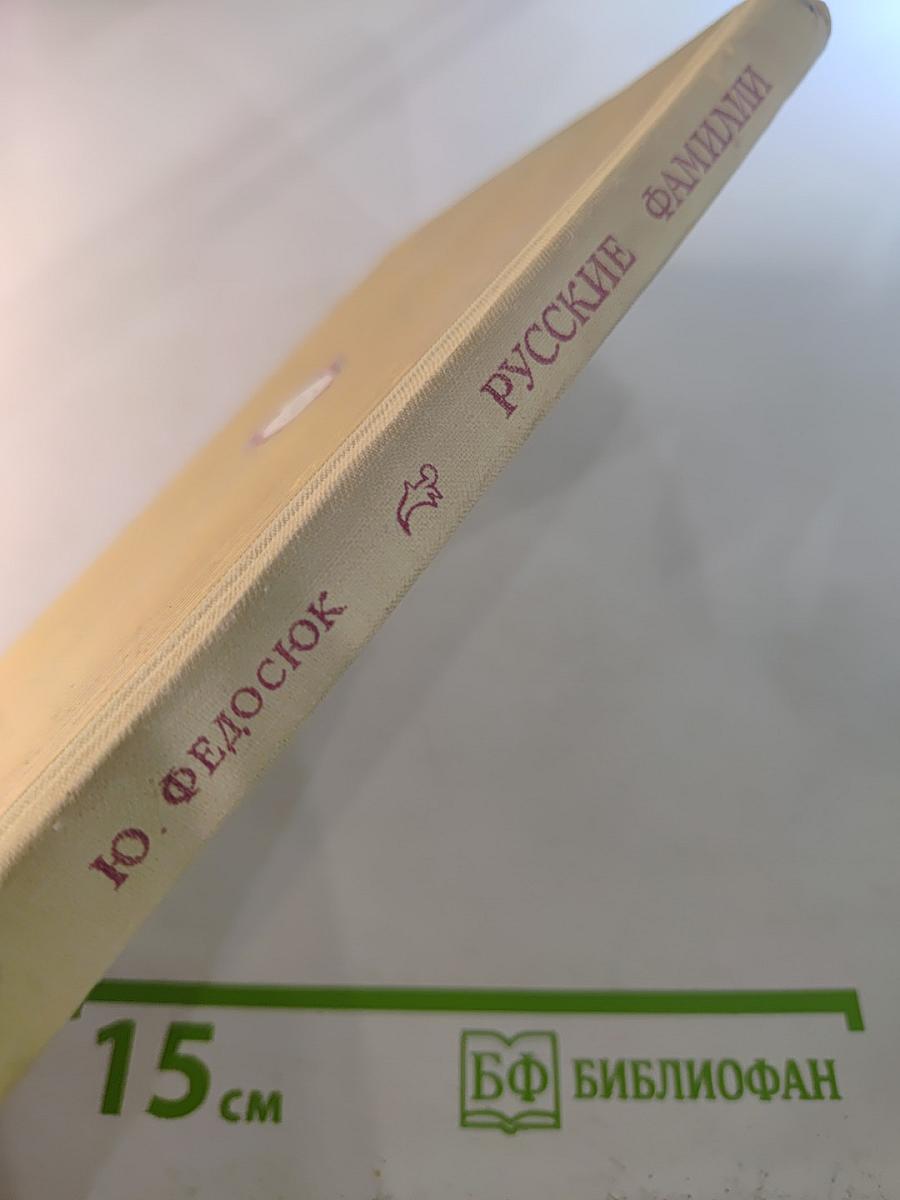 Ю. ФЕДОСЮК РУССКИЕ ФАМИЛИИ
15 см
БФ БИБЛИОФАН